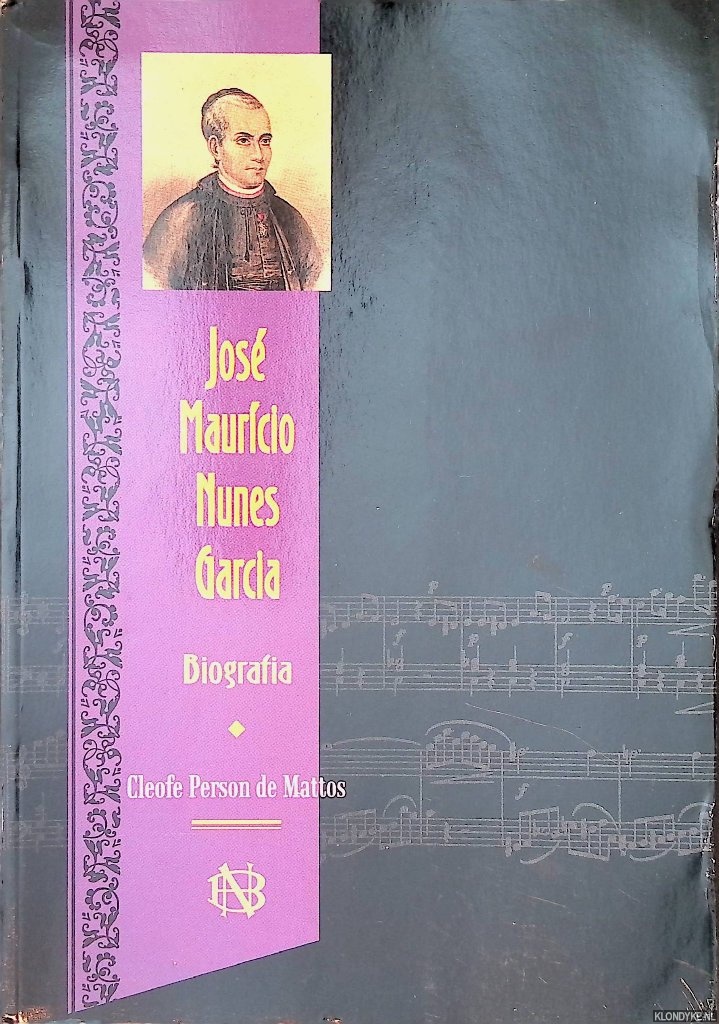 José
Maurício
Nunes
Garcia
Biografia
Cleofe Person de Mattos
BN
f
p
f
p
f
KLONDYKE.NL